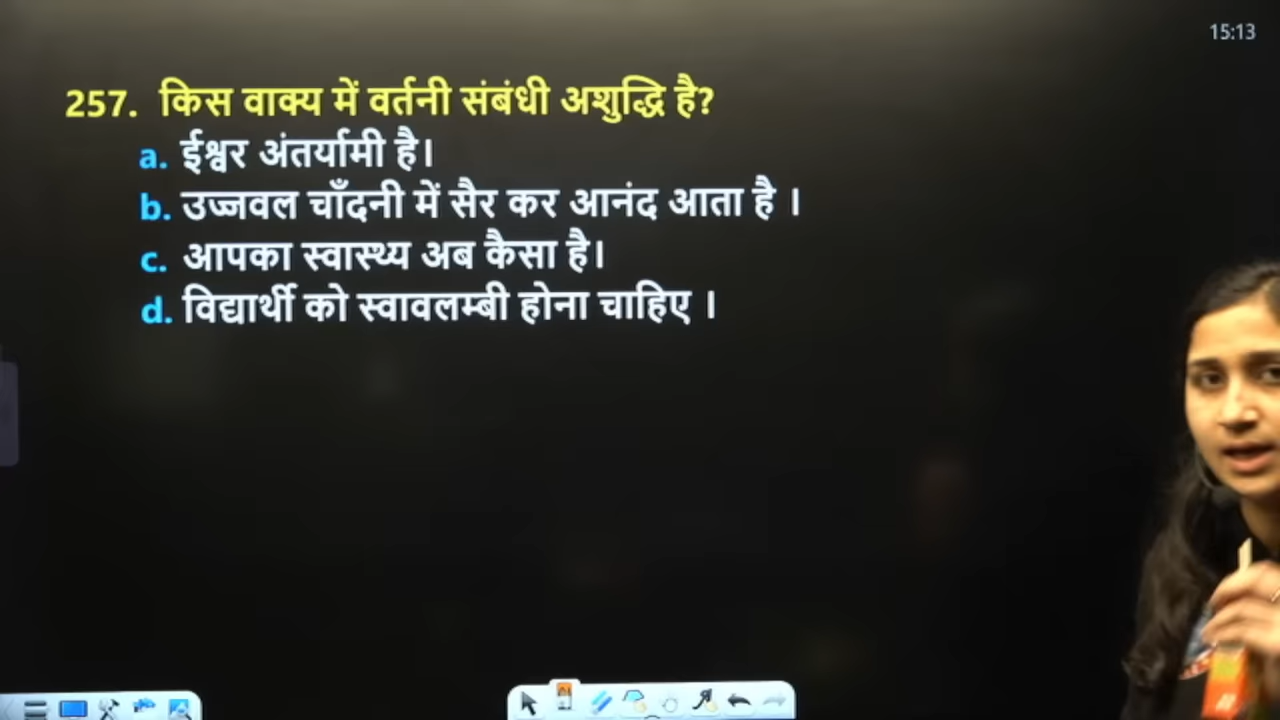 15:13
257. किस वाक्य में वर्तनी संबंधी अशुद्धि है?
a. ईश्वर अंतर्यामी है।
b. उज्जवल चाँदनी में सैर कर आनंद आता है ।
c. आपका स्वास्थ्य अब कैसा है।
d. विद्यार्थी को स्वावलम्बी होना चाहिए ।